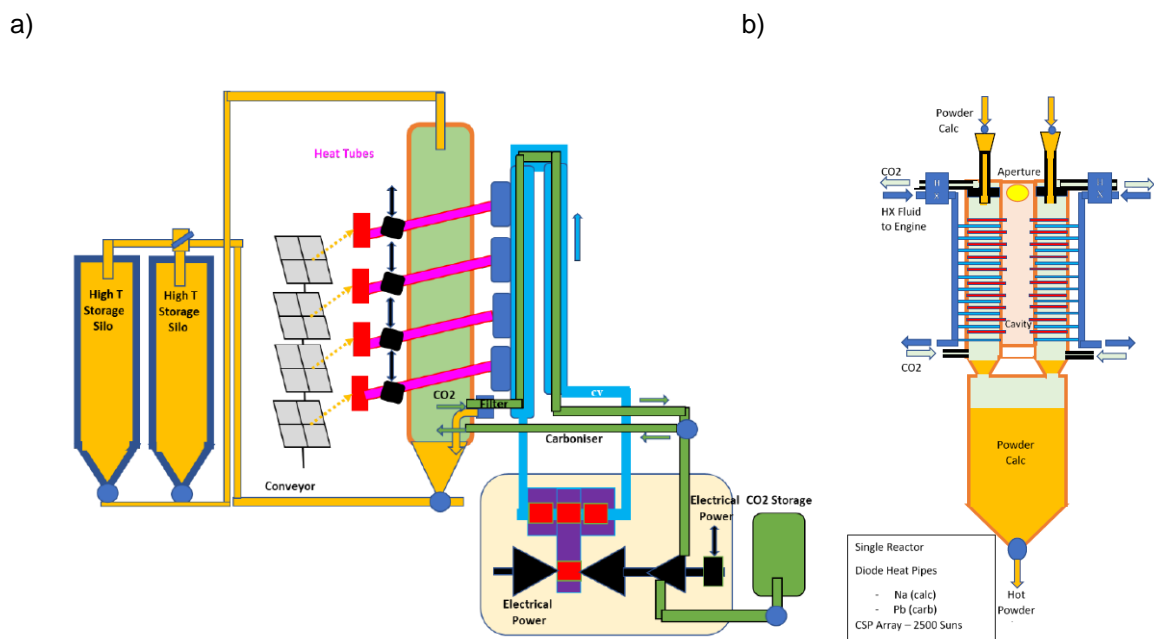 a)
b)
Heat Tubes
High T
Storage
Silo
High T
Storage
Silo
Conveyor
CO2
Filter
cv
Carboniser
Electrical
Power
CO2 Storage
Electrical
Power
Powder
Calc
CO2
Aperture
HX Fluid
to Engine
Cavity
CO2
Powder
Calc
Hot
Powder
Single Reactor
Diode Heat Pipes
- Na (calc)
- Pb (carb)
CSP Array – 2500 Suns